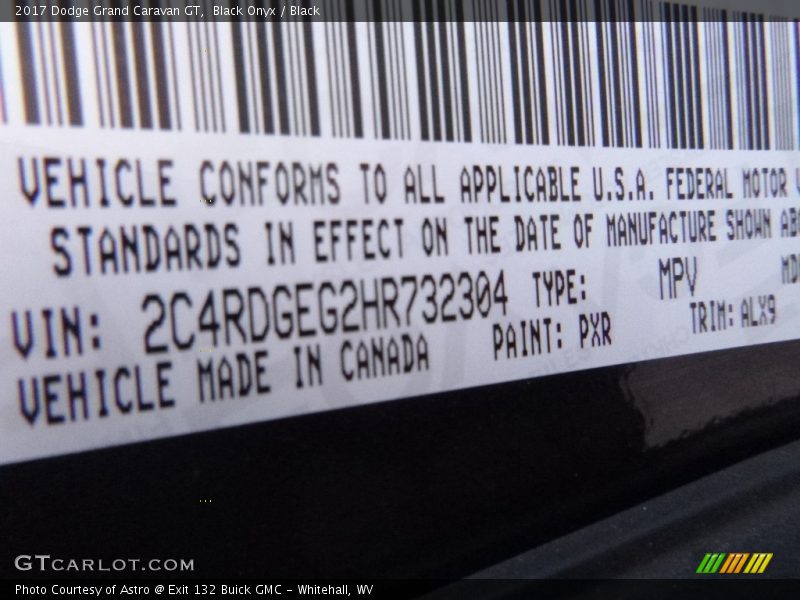 2017 Dodge Grand Caravan GT,  Black Onyx / Black
VEHICLE CONFORMS TO ALL APPLICABLE U.S.A. FEDERAL MOTOR
STANDARDS IN EFFECT ON THE DATE OF MANUFACTURE SHOWN
VIN: 2C4RDGEG2HR732304 TYPE: MPV
VEHICLE MADE IN CANADA PAINT: PXR TRIM: ALX9
GTCARLOT.COM
Photo Courtesy of Astro @ Exit 132 Buick GMC - Whitehall, WV